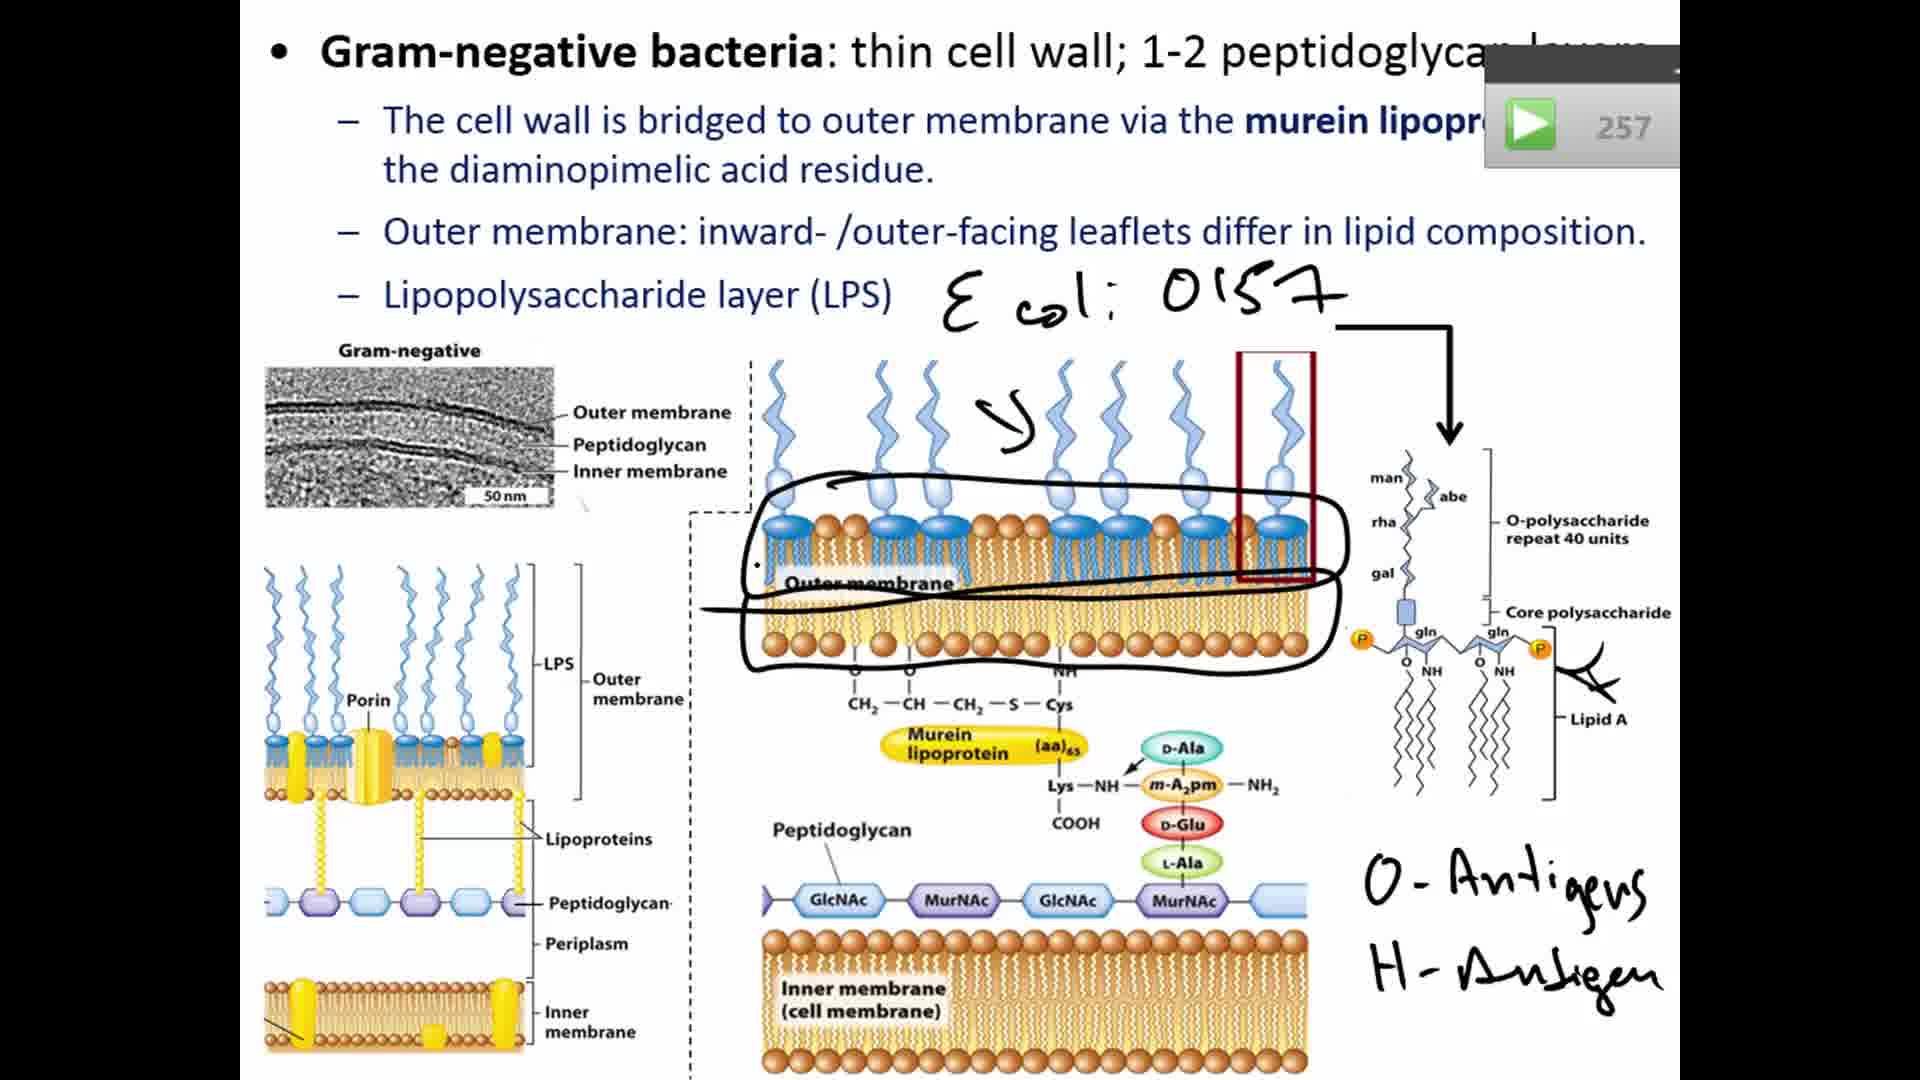 • Gram-negative bacteria: thin cell wall; 1-2 peptidoglycan layers
– The cell wall is bridged to outer membrane via the murein lipopr
the diaminopimelic acid residue.
– Outer membrane: inward- /outer-facing leaflets differ in lipid composition.
– Lipopolysaccharide layer (LPS)
E coli: O157
257
Gram-negative
Outer membrane
Peptidoglycan
Inner membrane
50 nm
LPS
Outer
membrane
Porin
Lipoproteins
Peptidoglycan
Periplasm
Inner
membrane
Outer membrane
O O NH
CH₂ — CH — CH₂ — S — Cys
Murein
lipoprotein
(aa)₆₅
D-Ala
Lys — NH — m-A₂pm — NH₂
COOH
D-Glu
L-Ala
Peptidoglycan
GlcNAc MurNAc GlcNAc MurNAc
Inner membrane
(cell membrane)
man
abe
rha
gal
O-polysaccharide
repeat 40 units
Core polysaccharide
P gln gln P
O NH O NH
Lipid A
O - Antigens
H - Antigen